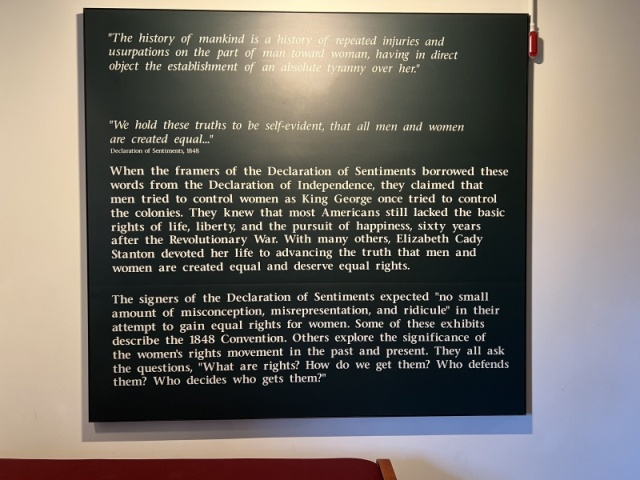 "The history of mankind is a history of repeated injuries and
usurpations on the part of man toward woman, having in direct
object the establishment of an absolute tyranny over her."
"We hold these truths to be self-evident, that all men and women
are created equal..."
Declaration of Sentiments, 1848
When the framers of the Declaration of Sentiments borrowed these
words from the Declaration of Independence, they claimed that
men tried to control women as King George once tried to control
the colonies. They knew that most Americans still lacked the basic
rights of life, liberty, and the pursuit of happiness, sixty years
after the Revolutionary War. With many others, Elizabeth Cady
Stanton devoted her life to advancing the truth that men and
women are created equal and deserve equal rights.
The signers of the Declaration of Sentiments expected "no small
amount of misconception, misrepresentation, and ridicule" in their
attempt to gain equal rights for women. Some of these exhibits
describe the 1848 Convention. Others explore the significance of
the women's rights movement in the past and present. They all ask
the questions, "What are rights? How do we get them? Who defends
them? Who decides who gets them?"